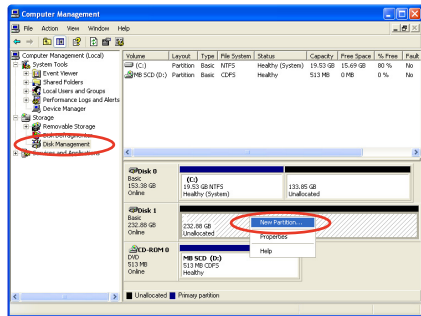 Computer Management
File Action View Window Help
Computer Management (Local)
System Tools
Event Viewer
Shared Folders
Local Users and Groups
Performance Logs and Alerts
Device Manager
Storage
Removable Storage
Disk Defragmenter
Disk Management
Services and Applications
Volume Layout Type File System Status Capacity Free Space % Free Fault
(C:) Partition Basic NTFS Healthy (System) 19.53 GB 15.69 GB 80 % No
MB SCD (D:) Partition Basic CDFS Healthy 513 MB 0 MB 0 % No
Disk 0
Basic
153.38 GB
Online
(C:)
19.53 GB NTFS
Healthy (System)
133.85 GB
Unallocated
Disk 1
Basic
232.88 GB
Online
232.88 GB
Unallocated
New Partition...
Properties
Help
CD-ROM 0
DVD
513 MB
Online
MB SCD (D:)
513 MB CDFS
Healthy
Unallocated Primary partition